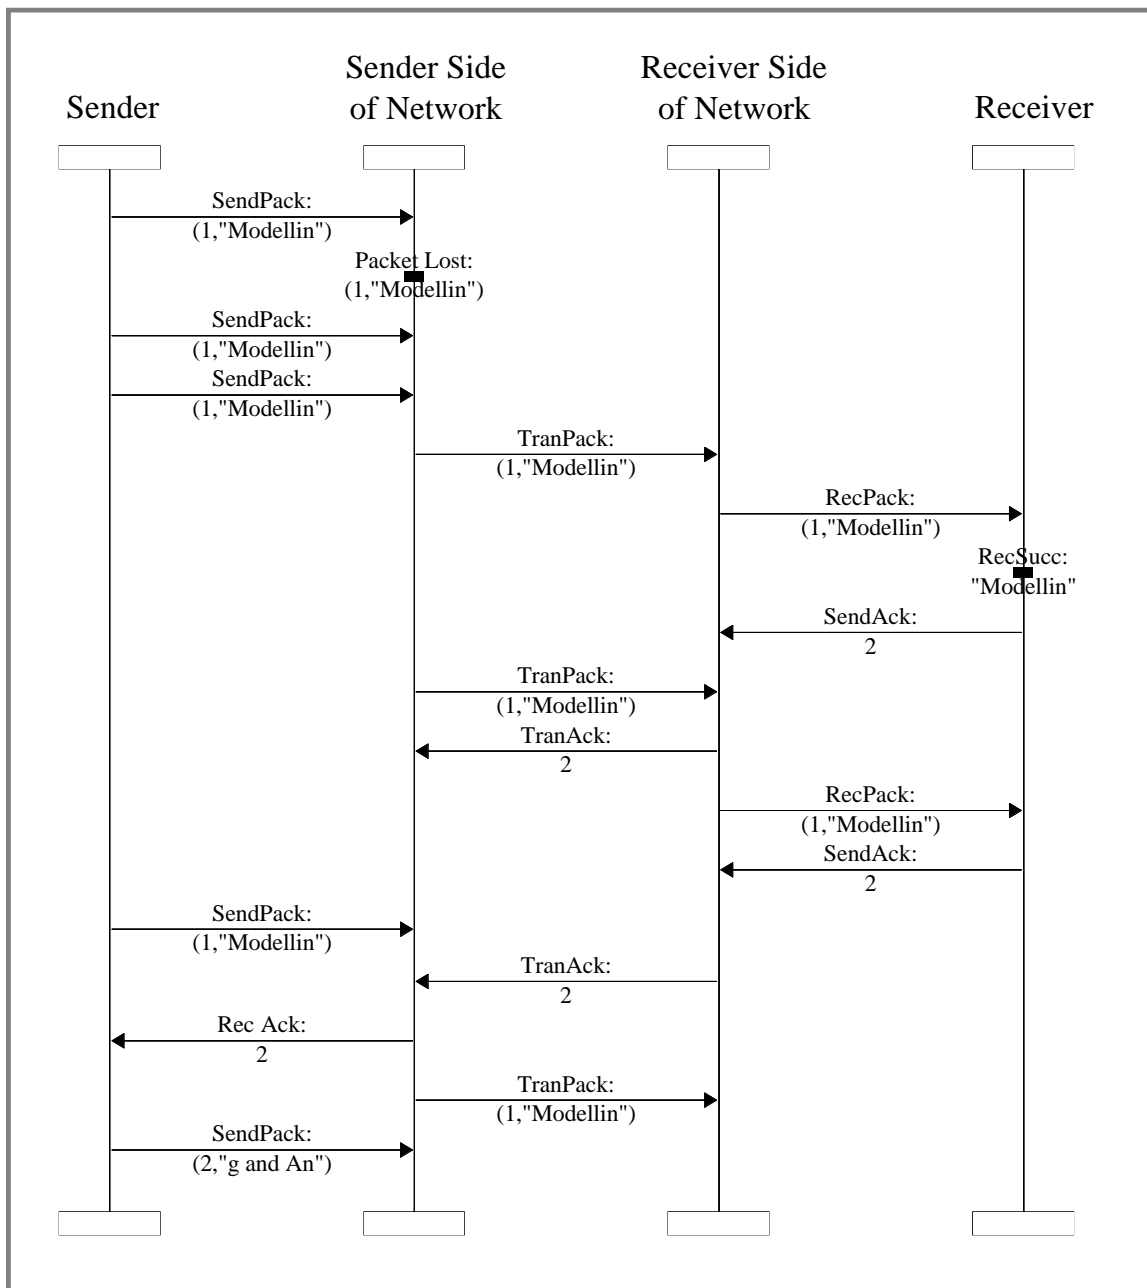 Sender
Sender Side
of Network
Receiver Side
of Network
Receiver
SendPack:
(1,"Modellin")
Packet Lost:
(1,"Modellin")
SendPack:
(1,"Modellin")
SendPack:
(1,"Modellin")
TranPack:
(1,"Modellin")
RecPack:
(1,"Modellin")
RecSucc:
"Modellin"
SendAck:
2
TranPack:
(1,"Modellin")
TranAck:
2
RecPack:
(1,"Modellin")
SendAck:
2
SendPack:
(1,"Modellin")
TranAck:
2
Rec Ack:
2
TranPack:
(1,"Modellin")
SendPack:
(2,"g and An")